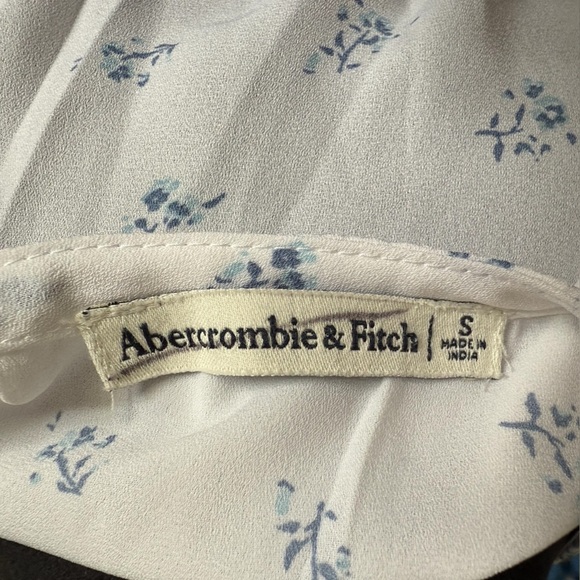 Abercrombie & Fitch | S
MADE IN
INDIA